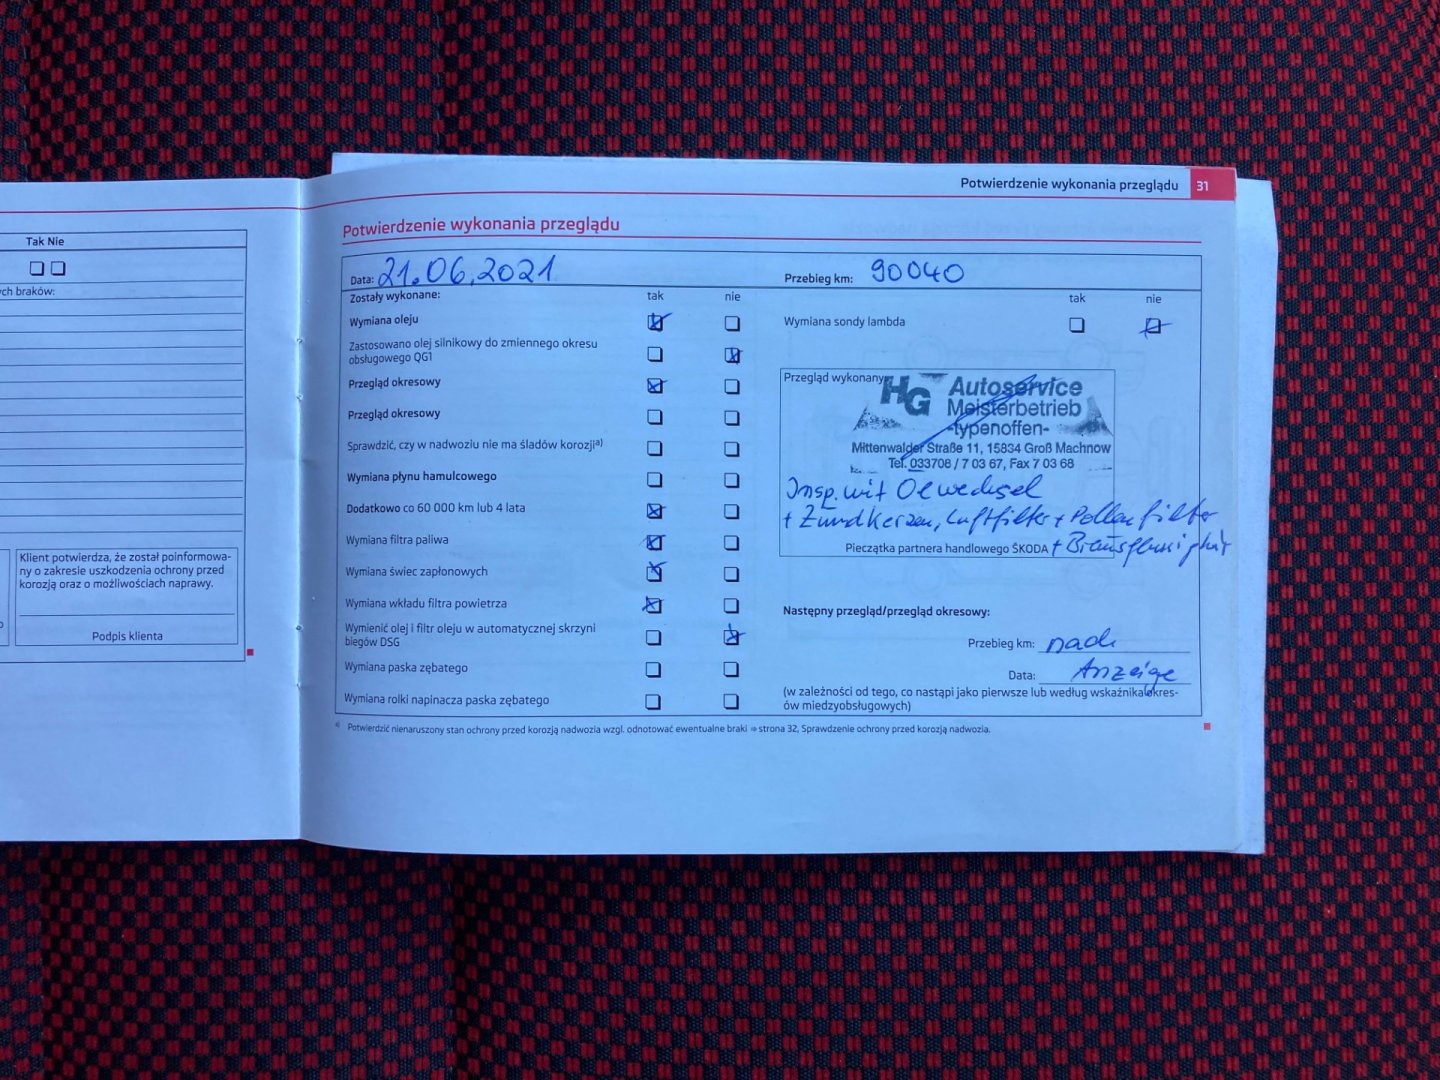 Tak Nie
ych braków:
Klient potwierdza, że został poinformowa-
ny o zakresie uszkodzenia ochrony przed
korozją oraz o możliwościach naprawy.
Podpis klienta
Potwierdzenie wykonania przeglądu 31
Potwierdzenie wykonania przeglądu
Data: 21.06.2021 Przebieg km: 90040
Zostały wykonane: tak nie
Wymiana oleju
Zastosowano olej silnikowy do zmiennego okresu
obsługowego QG1
Przegląd okresowy
Przegląd okresowy
Sprawdzić, czy w nadwoziu nie ma śladów korozjiᵃ⁾
Wymiana płynu hamulcowego
Dodatkowo co 60 000 km lub 4 lata
Wymiana filtra paliwa
Wymiana świec zapłonowych
Wymiana wkładu filtra powietrza
Wymienić olej i filtr oleju w automatycznej skrzyni
biegów DSG
Wymiana paska zębatego
Wymiana rolki napinacza paska zębatego
tak nie
Wymiana sondy lambda
Przegląd wykonany
HG Autoservice
Meisterbetrieb
-typenoffen-
Mittenwalder Straße 11, 15834 Groß Machnow
Tel. 033708 / 7 03 67, Fax 7 03 68
Insp. mit Ölwechsel
+ Zündkerzen, Luftfilter + Pollenfilter
+ Bremsflüssigkeit
Pieczątka partnera handlowego ŠKODA
Następny przegląd/przegląd okresowy:
Przebieg km: nach
Data: Anzeige
(w zależności od tego, co nastąpi jako pierwsze lub według wskaźnika okres-
ów miedzyobsługowych)
ᵃ⁾ Potwierdzić nienaruszony stan ochrony przed korozją nadwozia wzgl. odnotować ewentualne braki ⇒ strona 32, Sprawdzenie ochrony przed korozją nadwozia.